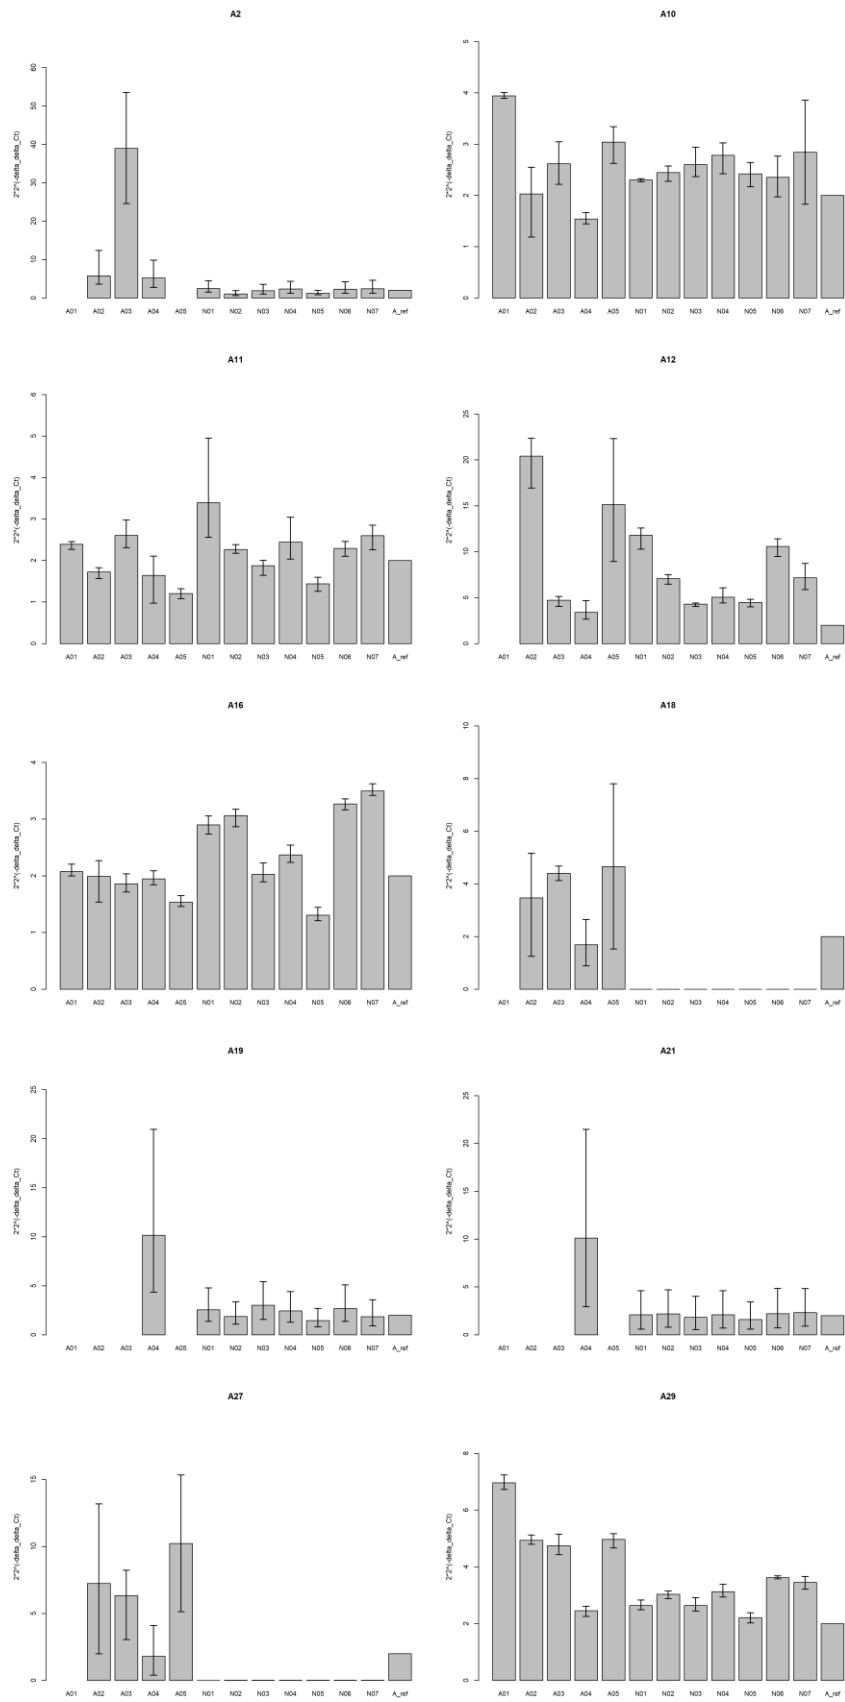 A2
2*2^(-delta_delta_Ct)
0 10 20 30 40 50 60
A01 A02 A03 A04 A05 N01 N02 N03 N04 N05 N06 N07 A_ref
A10
2*2^(-delta_delta_Ct)
0 1 2 3 4 5
A01 A02 A03 A04 A05 N01 N02 N03 N04 N05 N06 N07 A_ref
A11
2*2^(-delta_delta_Ct)
0 1 2 3 4 5 6
A01 A02 A03 A04 A05 N01 N02 N03 N04 N05 N06 N07 A_ref
A12
2*2^(-delta_delta_Ct)
0 5 10 15 20 25
A01 A02 A03 A04 A05 N01 N02 N03 N04 N05 N06 N07 A_ref
A16
2*2^(-delta_delta_Ct)
0 1 2 3 4
A01 A02 A03 A04 A05 N01 N02 N03 N04 N05 N06 N07 A_ref
A18
2*2^(-delta_delta_Ct)
0 2 4 6 8 10
A01 A02 A03 A04 A05 N01 N02 N03 N04 N05 N06 N07 A_ref
A19
2*2^(-delta_delta_Ct)
0 5 10 15 20 25
A01 A02 A03 A04 A05 N01 N02 N03 N04 N05 N06 N07 A_ref
A21
2*2^(-delta_delta_Ct)
0 5 10 15 20 25
A01 A02 A03 A04 A05 N01 N02 N03 N04 N05 N06 N07 A_ref
A27
2*2^(-delta_delta_Ct)
0 5 10 15
A01 A02 A03 A04 A05 N01 N02 N03 N04 N05 N06 N07 A_ref
A29
2*2^(-delta_delta_Ct)
0 2 4 6 8
A01 A02 A03 A04 A05 N01 N02 N03 N04 N05 N06 N07 A_ref